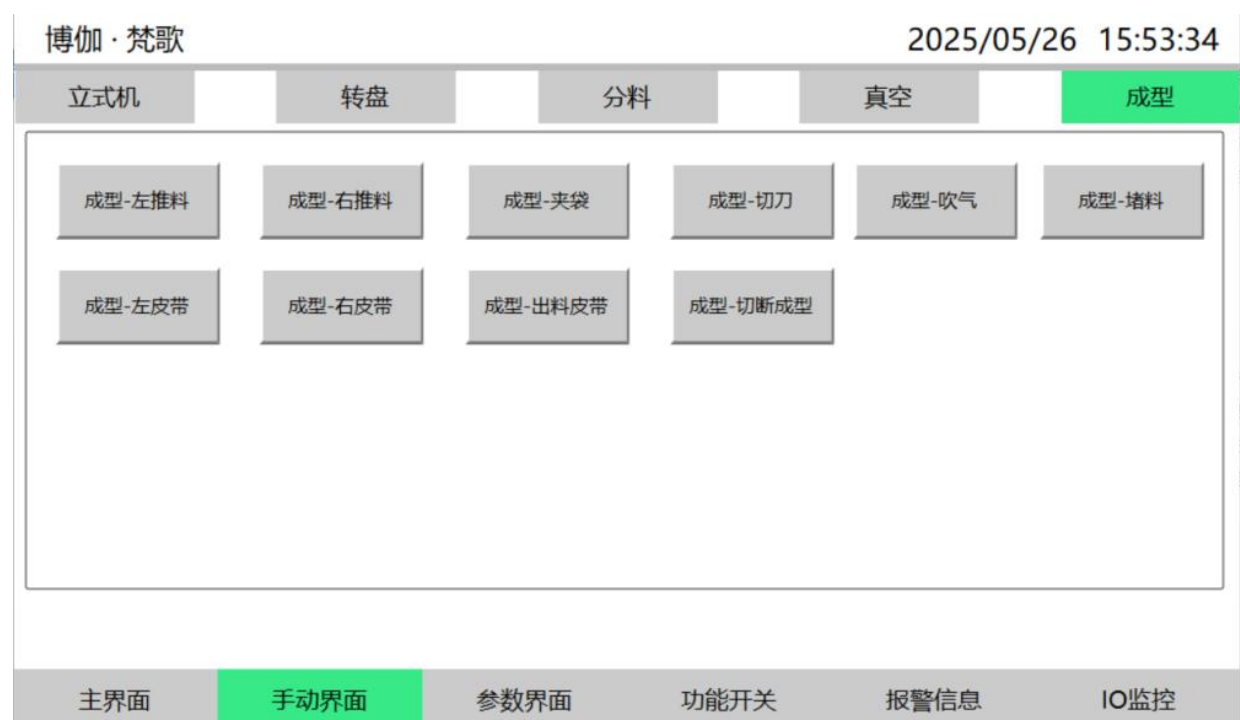 博伽 · 梵歌 2025/05/26 15:53:34
立式机 转盘 分料 真空 成型
成型-左推料 成型-右推料 成型-夹袋 成型-切刀 成型-吹气 成型-堵料
成型-左皮带 成型-右皮带 成型-出料皮带 成型-切断成型
主界面 手动界面 参数界面 功能开关 报警信息 IO监控